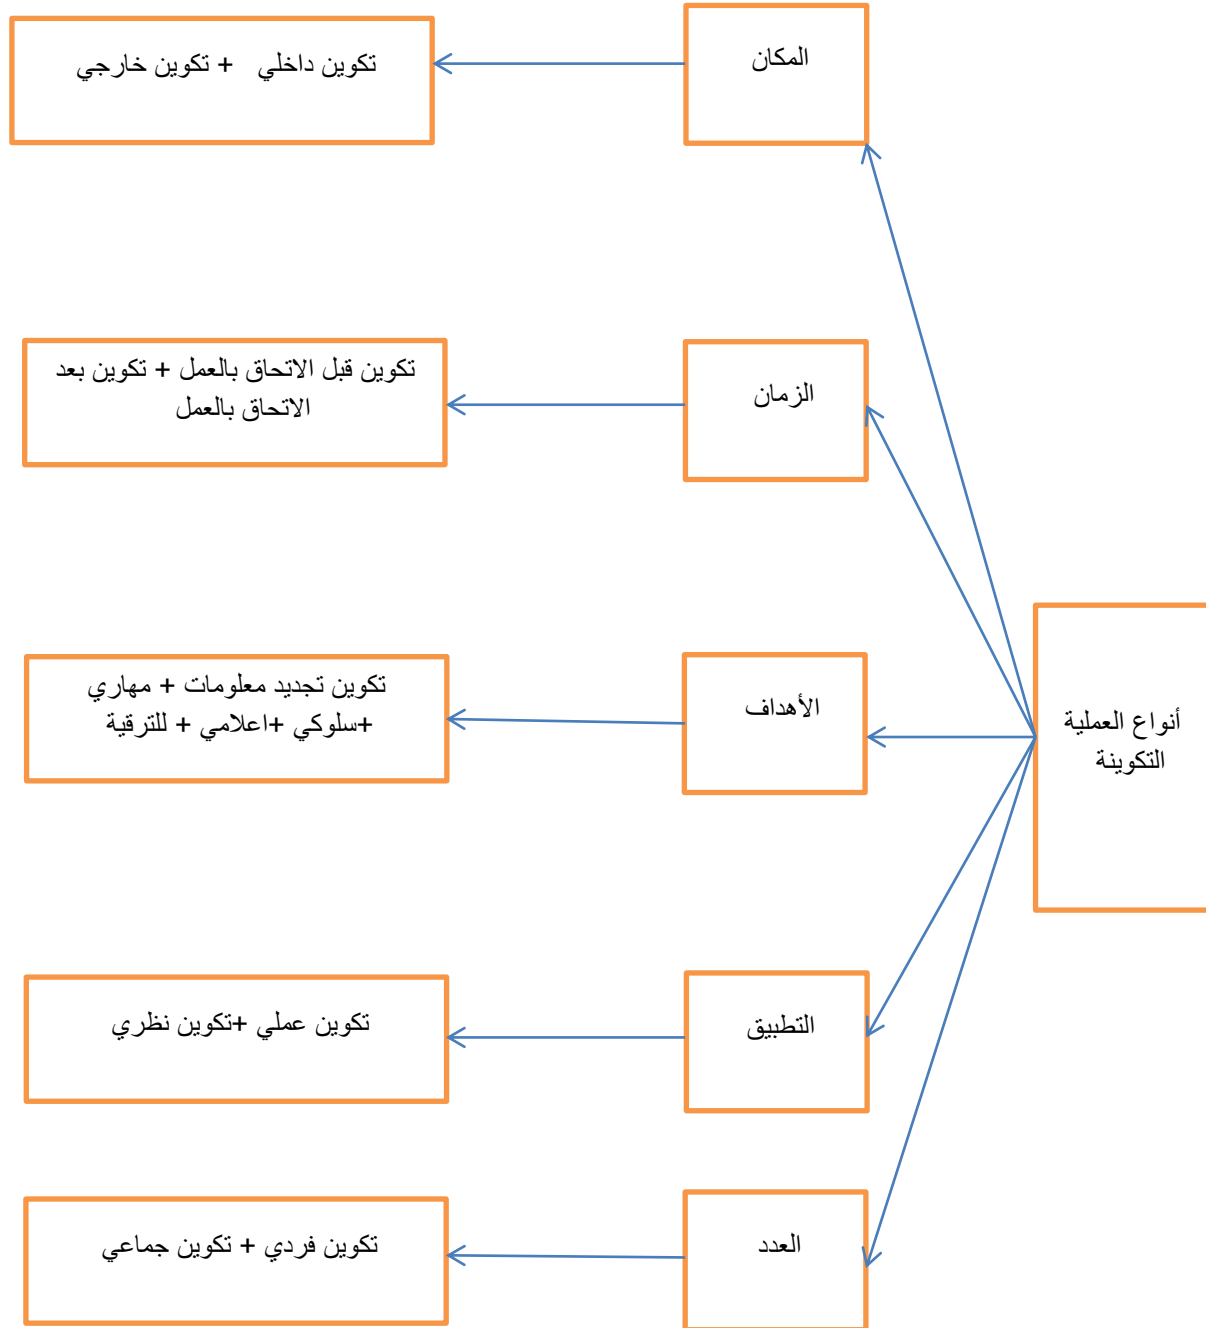 المكان
تكوين داخلي + تكوين خارجي
الزمان
تكوين قبل الاتحاق بالعمل + تكوين بعد
الاتحاق بالعمل
أنواع العملية
التكوينة
الأهداف
تكوين تجديد معلومات + مهاري
+سلوكي +اعلامي + للترقية
التطبيق
تكوين عملي +تكوين نظري
العدد
تكوين فردي + تكوين جماعي